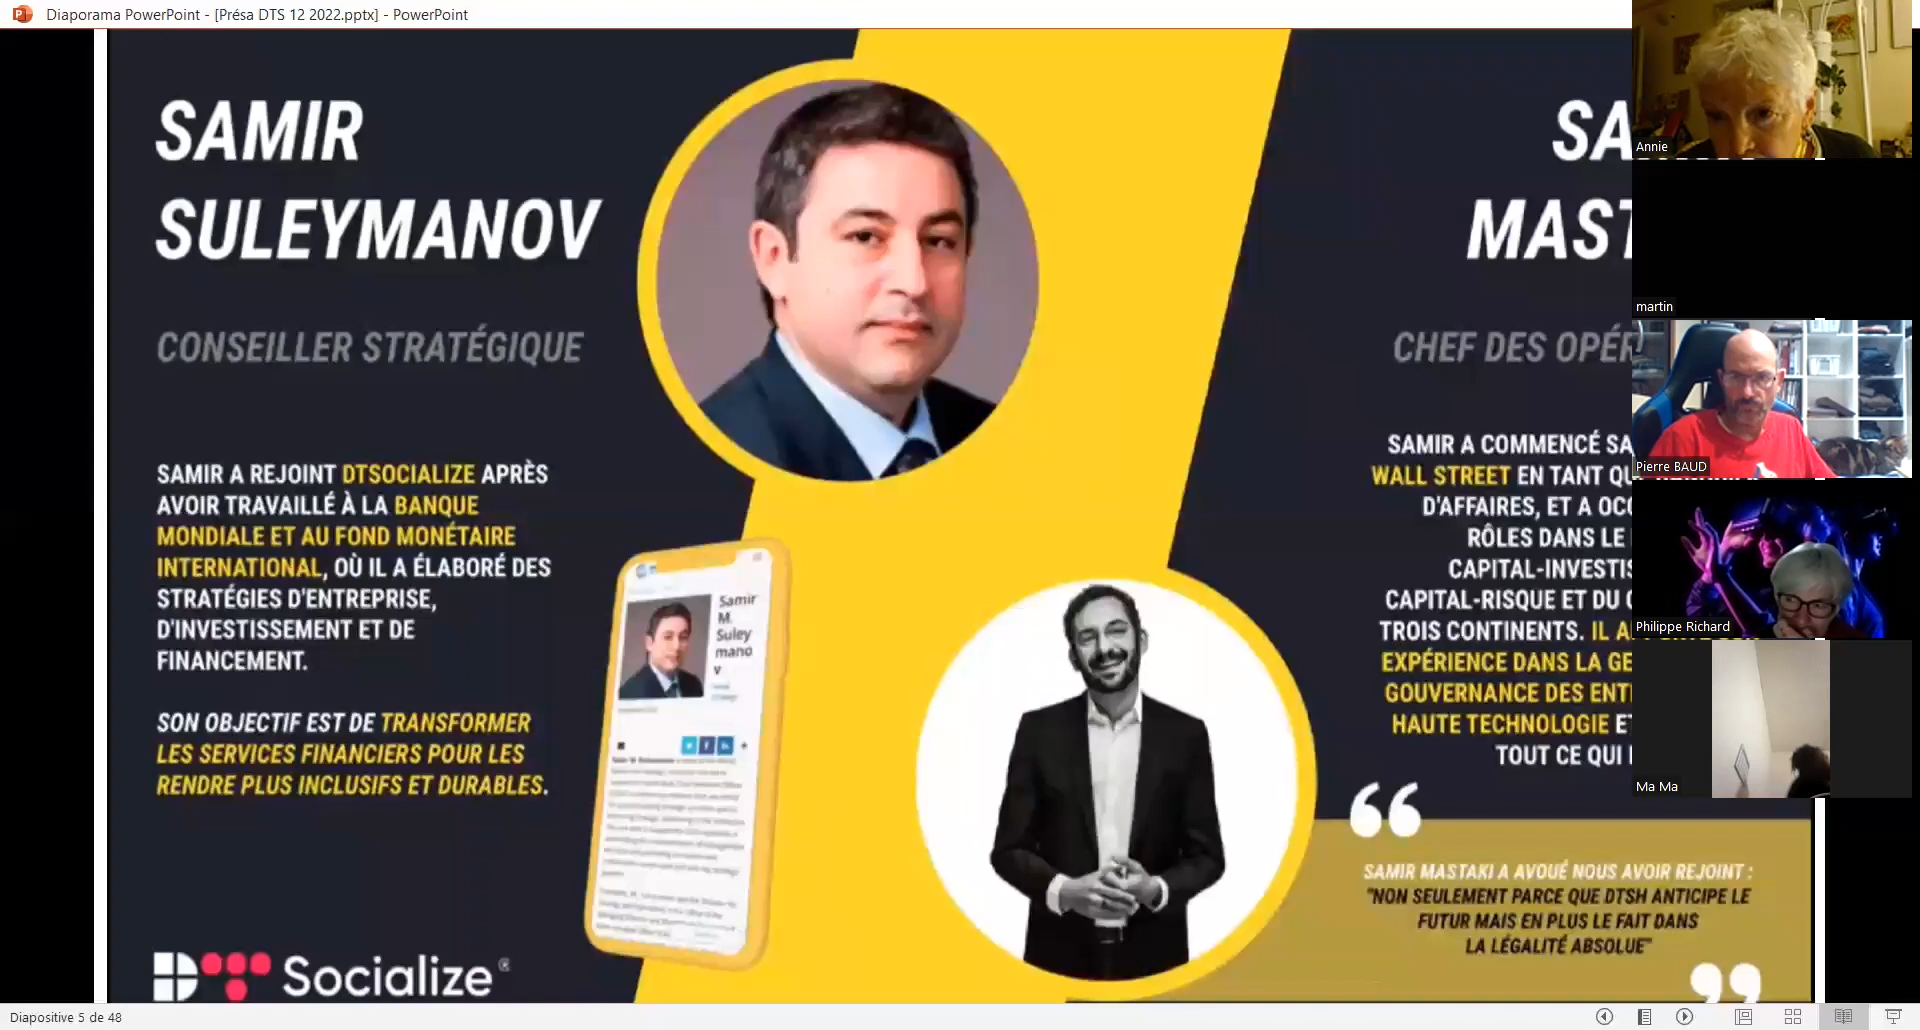 Diaporama PowerPoint - [Présa DTS 12 2022.pptx] - PowerPoint
SAMIR
SULEYMANOV
CONSEILLER STRATÉGIQUE
SAMIR A REJOINT DTSOCIALIZE APRÈS
AVOIR TRAVAILLÉ À LA BANQUE
MONDIALE ET AU FOND MONÉTAIRE
INTERNATIONAL, OÙ IL A ÉLABORÉ DES
STRATÉGIES D'ENTREPRISE,
D'INVESTISSEMENT ET DE
FINANCEMENT.
SON OBJECTIF EST DE TRANSFORMER
LES SERVICES FINANCIERS POUR LES
RENDRE PLUS INCLUSIFS ET DURABLES.
Samir
M.
Suley
mano
v
DT Socialize®
SA
MAST
CHEF DES OPÉR
SAMIR A COMMENCÉ SA
WALL STREET EN TANT QU
D'AFFAIRES, ET A OCC
RÔLES DANS LE
CAPITAL-INVESTIS
CAPITAL-RISQUE ET DU
TROIS CONTINENTS. IL A
EXPÉRIENCE DANS LA GE
GOUVERNANCE DES ENT
HAUTE TECHNOLOGIE ET
TOUT CE QUI
“
SAMIR MASTAKI A AVOUÉ NOUS AVOIR REJOINT :
"NON SEULEMENT PARCE QUE DTSH ANTICIPE LE
FUTUR MAIS EN PLUS LE FAIT DANS
LA LÉGALITÉ ABSOLUE"
”
Annie
martin
Pierre BAUD
Philippe Richard
Ma Ma
Diapositive 5 de 48